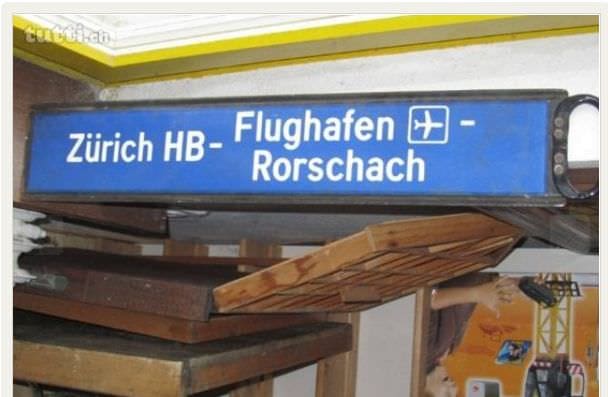 tutti.ch
Zürich HB - Flughafen -
Rorschach